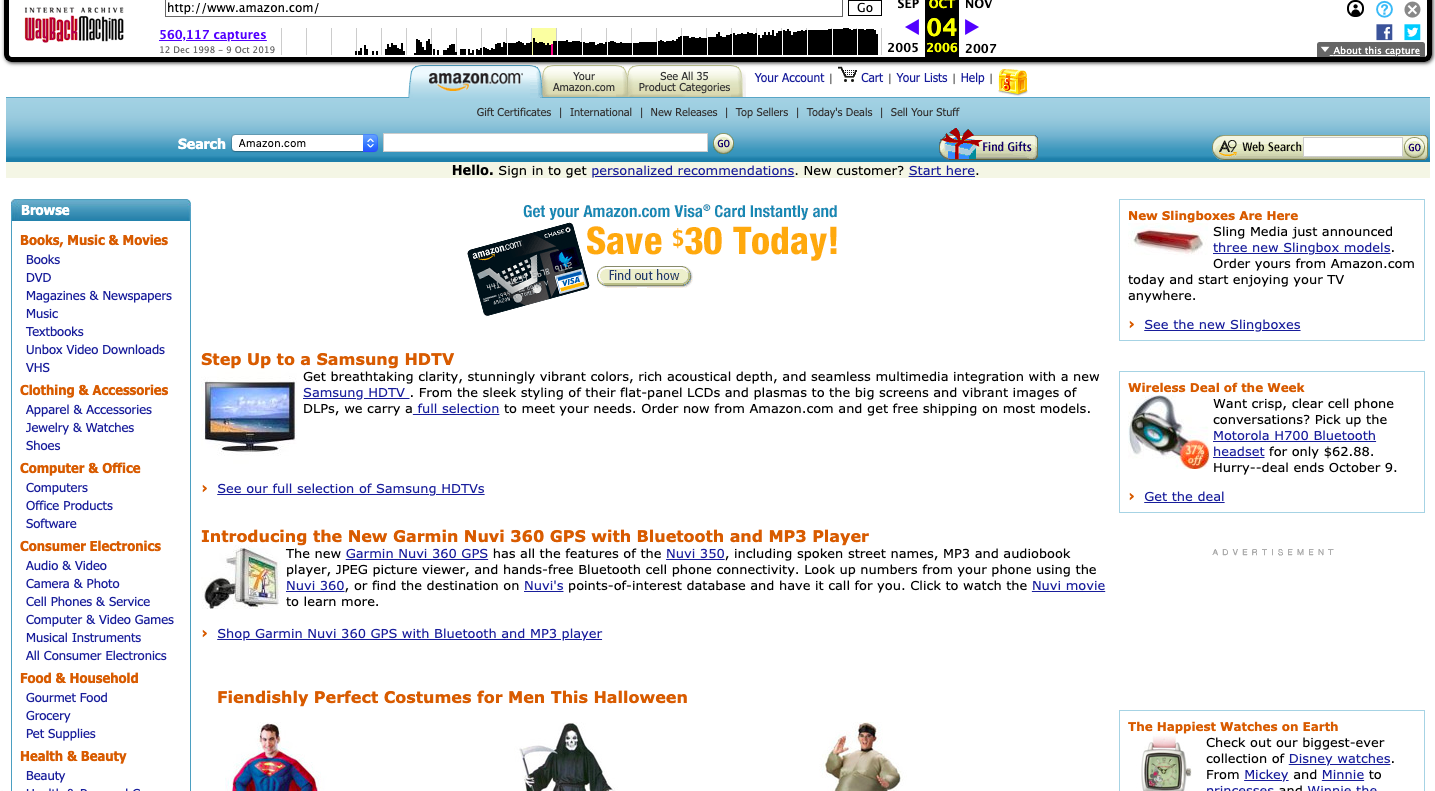 INTERNET ARCHIVE
WayBackMachine
http://www.amazon.com/
Go
SEP OCT NOV
560,117 captures
12 Dec 1998 – 9 Oct 2019
04
2005 2006 2007
About this capture
amazon.com
Your Amazon.com
See All 35 Product Categories
Your Account | Cart | Your Lists | Help |
Gift Certificates | International | New Releases | Top Sellers | Today's Deals | Sell Your Stuff
Search Amazon.com GO
Find Gifts
A9 Web Search GO
Hello. Sign in to get personalized recommendations. New customer? Start here.
Browse
Books, Music & Movies
Books
DVD
Magazines & Newspapers
Music
Textbooks
Unbox Video Downloads
VHS
Clothing & Accessories
Apparel & Accessories
Jewelry & Watches
Shoes
Computer & Office
Computers
Office Products
Software
Consumer Electronics
Audio & Video
Camera & Photo
Cell Phones & Service
Computer & Video Games
Musical Instruments
All Consumer Electronics
Food & Household
Gourmet Food
Grocery
Pet Supplies
Health & Beauty
Beauty
Get your Amazon.com Visa® Card Instantly and
Save $30 Today!
Find out how
amazon.com
CHASE
VISA
Step Up to a Samsung HDTV
Get breathtaking clarity, stunningly vibrant colors, rich acoustical depth, and seamless multimedia integration with a new
Samsung HDTV . From the sleek styling of their flat-panel LCDs and plasmas to the big screens and vibrant images of
DLPs, we carry a full selection to meet your needs. Order now from Amazon.com and get free shipping on most models.
See our full selection of Samsung HDTVs
Introducing the New Garmin Nuvi 360 GPS with Bluetooth and MP3 Player
The new Garmin Nuvi 360 GPS has all the features of the Nuvi 350, including spoken street names, MP3 and audiobook
player, JPEG picture viewer, and hands-free Bluetooth cell phone connectivity. Look up numbers from your phone using the
Nuvi 360, or find the destination on Nuvi's points-of-interest database and have it call for you. Click to watch the Nuvi movie
to learn more.
Shop Garmin Nuvi 360 GPS with Bluetooth and MP3 player
Fiendishly Perfect Costumes for Men This Halloween
New Slingboxes Are Here
Sling Media just announced
three new Slingbox models.
Order yours from Amazon.com
today and start enjoying your TV
anywhere.
See the new Slingboxes
Wireless Deal of the Week
Want crisp, clear cell phone
conversations? Pick up the
Motorola H700 Bluetooth
headset for only $62.88.
Hurry--deal ends October 9.
37% off
Get the deal
ADVERTISEMENT
The Happiest Watches on Earth
Check out our biggest-ever
collection of Disney watches.
From Mickey and Minnie to
princesses and Winnie the